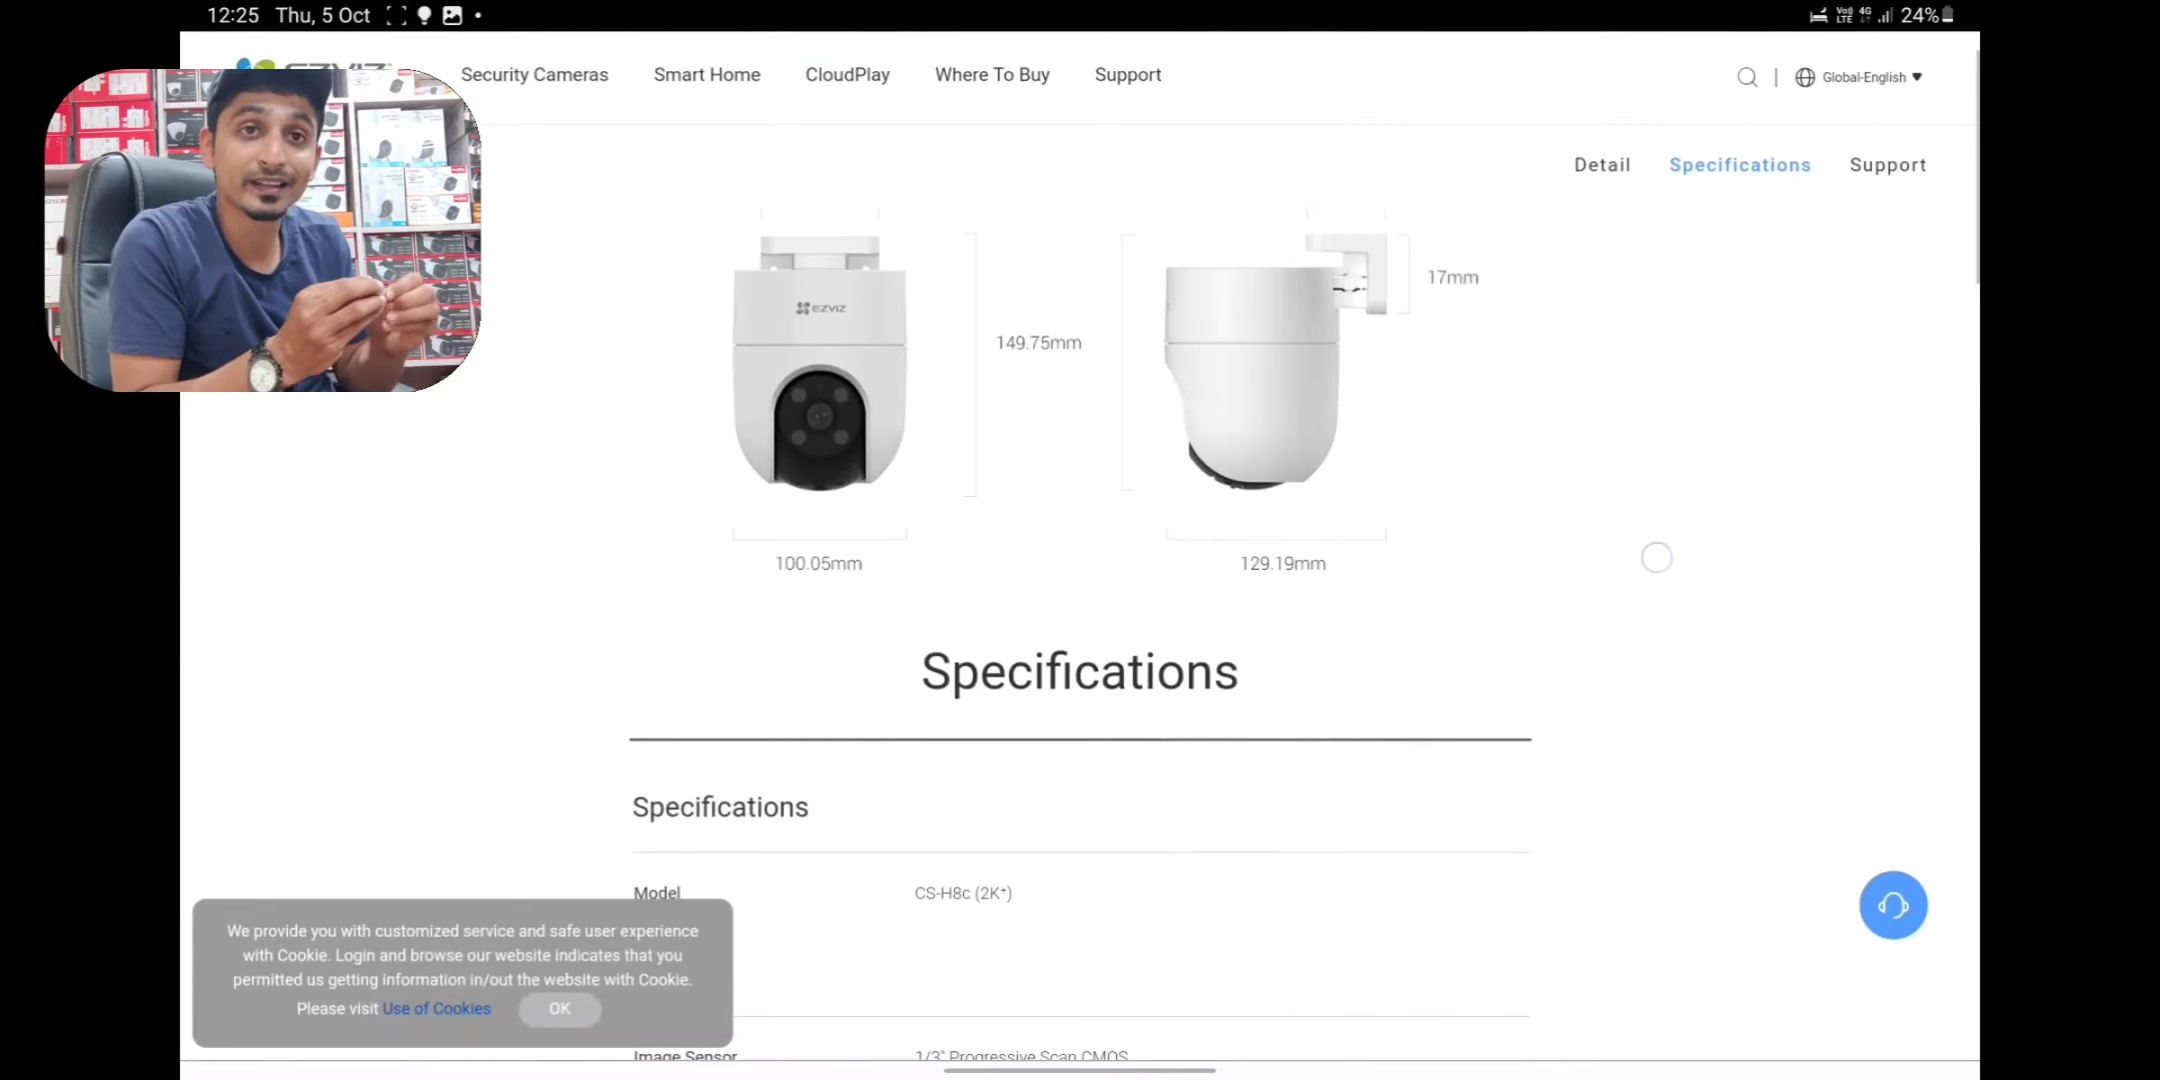 12:25 Thu, 5 Oct
Vo)) LTE 4G 24%
Security Cameras Smart Home CloudPlay Where To Buy Support
Global-English
Detail Specifications Support
EZVIZ
149.75mm
17mm
100.05mm
129.19mm
Specifications
Specifications
Model CS-H8c (2K⁺)
We provide you with customized service and safe user experience
with Cookie. Login and browse our website indicates that you
permitted us getting information in/out the website with Cookie.
Please visit Use of Cookies OK
Image Sensor 1/3" Progressive Scan CMOS